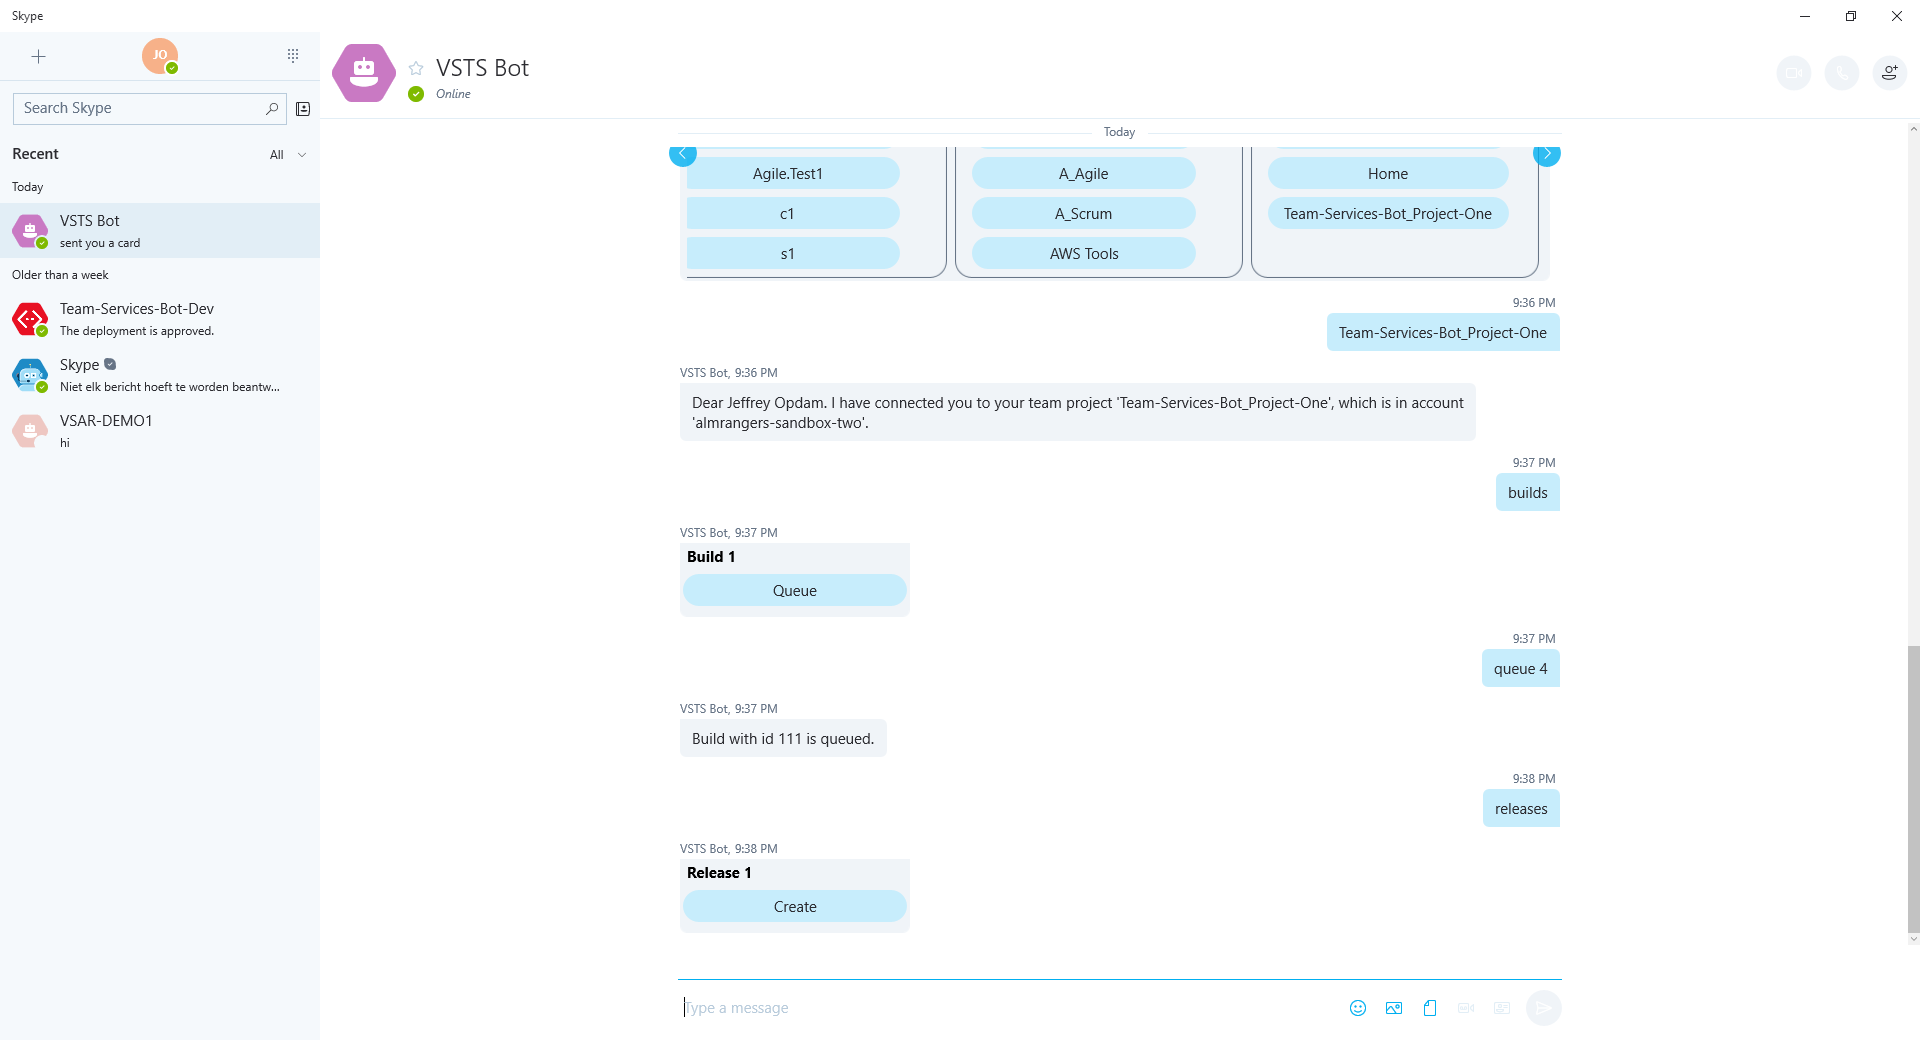 Skype
JO
Search Skype
Recent
All
Today
VSTS Bot
sent you a card
Older than a week
Team-Services-Bot-Dev
The deployment is approved.
Skype
Niet elk bericht hoeft te worden beantw...
VSAR-DEMO1
hi
VSTS Bot
Online
Today
Agile.Test1
c1
s1
A_Agile
A_Scrum
AWS Tools
Home
Team-Services-Bot_Project-One
9:36 PM
Team-Services-Bot_Project-One
VSTS Bot, 9:36 PM
Dear Jeffrey Opdam. I have connected you to your team project 'Team-Services-Bot_Project-One', which is in account
'almrangers-sandbox-two'.
9:37 PM
builds
VSTS Bot, 9:37 PM
Build 1
Queue
9:37 PM
queue 4
VSTS Bot, 9:37 PM
Build with id 111 is queued.
9:38 PM
releases
VSTS Bot, 9:38 PM
Release 1
Create
Type a message